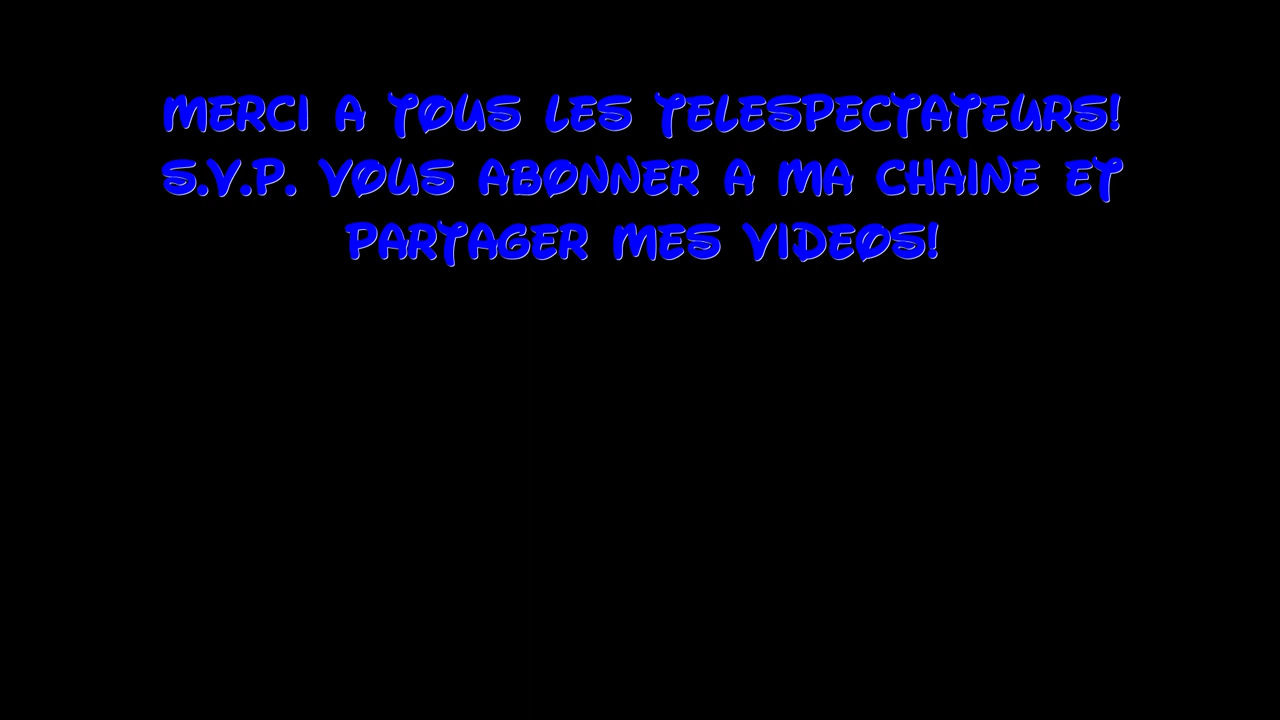 MERCI A TOUS LES TELESPECTATEURS!
S.V.P. VOUS ABONNER A MA CHAINE ET
PARTAGER MES VIDEOS!